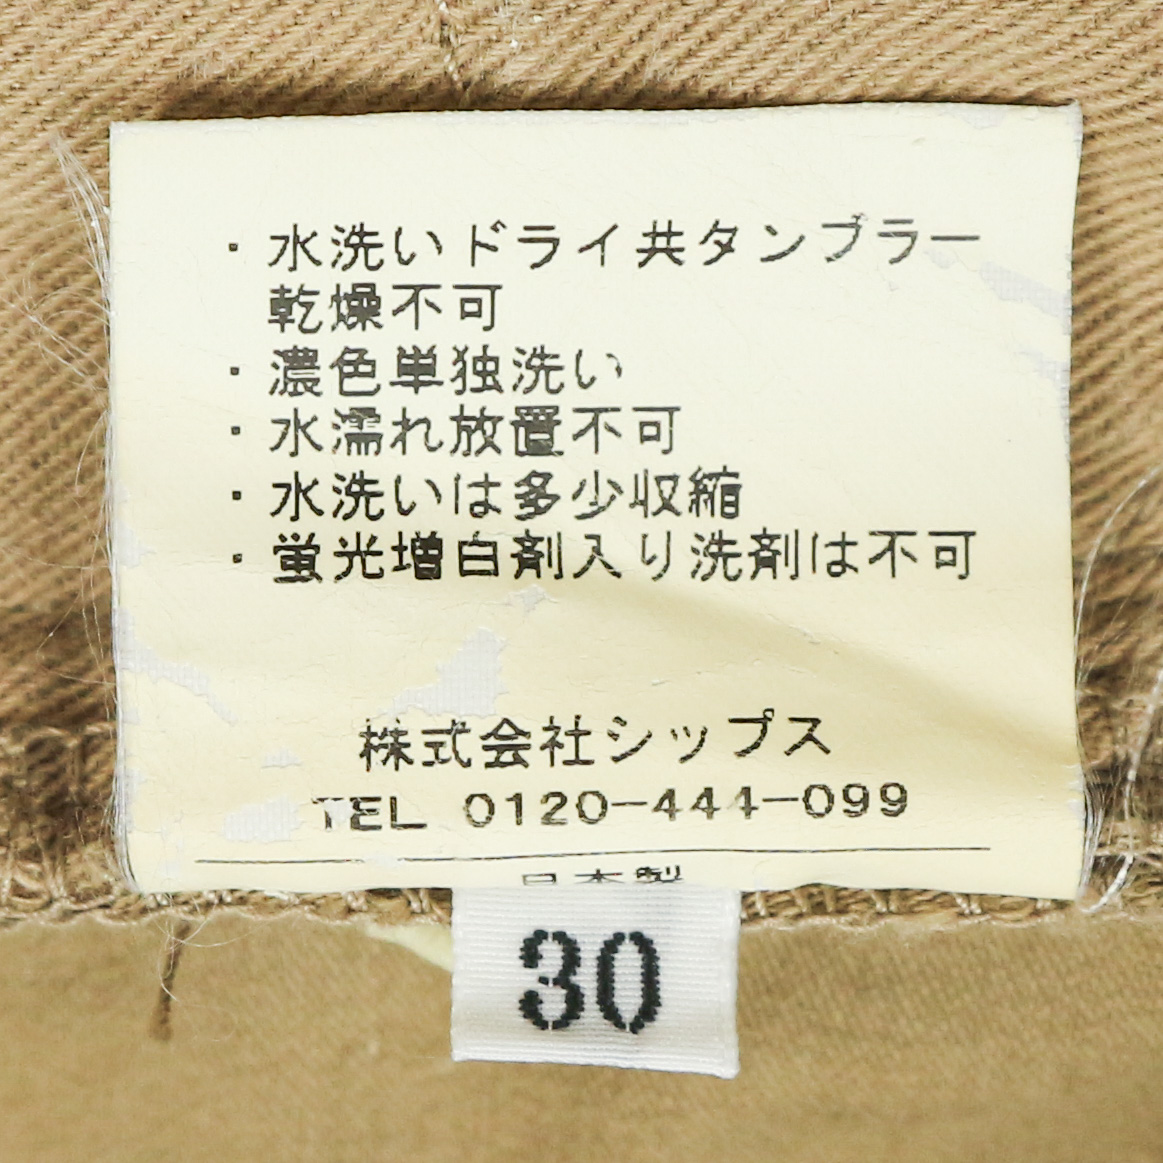 ・水洗いドライ共タンブラー
乾燥不可
・濃色単独洗い
・水濡れ放置不可
・水洗いは多少収縮
・蛍光増白剤入り洗剤は不可
株式会社シップス
TEL 0120-444-099
日本製
30